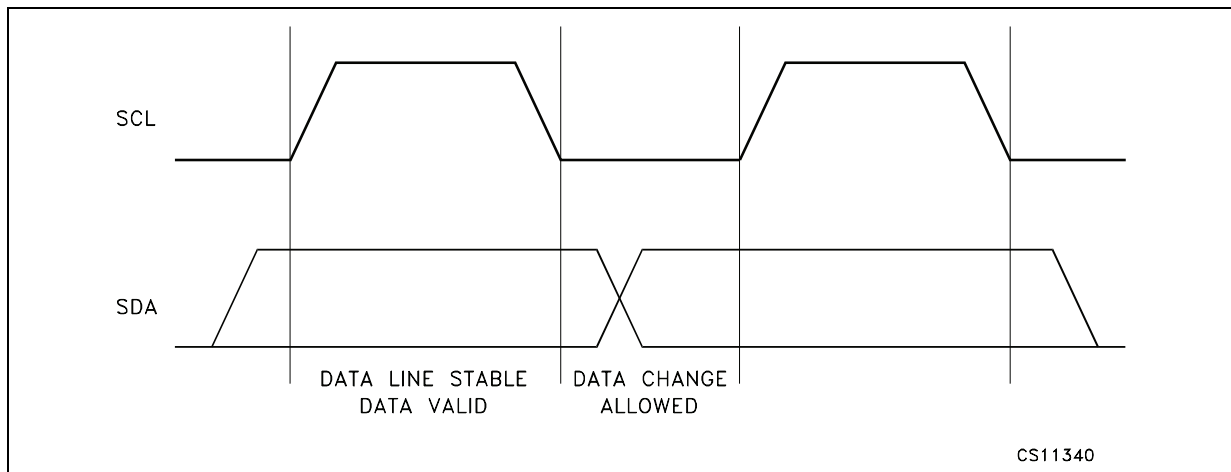 SCL
SDA
DATA LINE STABLE
DATA VALID
DATA CHANGE
ALLOWED
CS11340